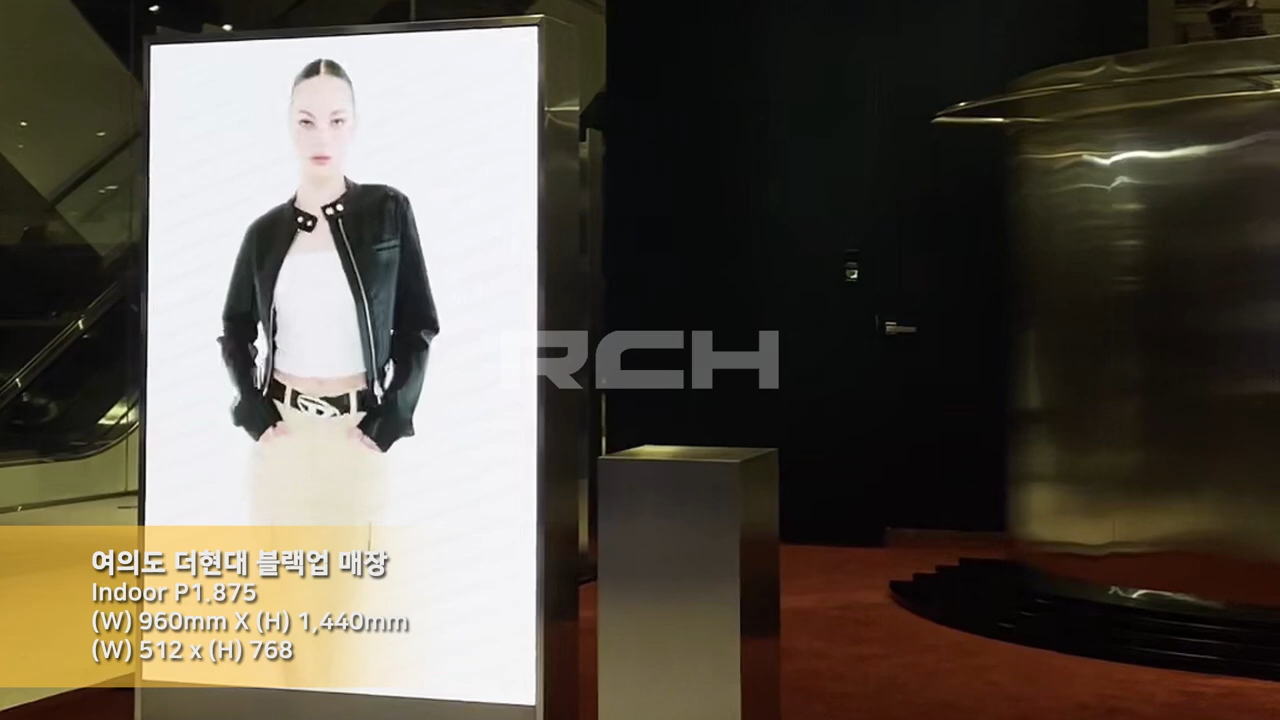 RCH
여의도 더현대 블랙업 매장
Indoor P1.875
(W) 960mm X (H) 1,440mm
(W) 512 x (H) 768